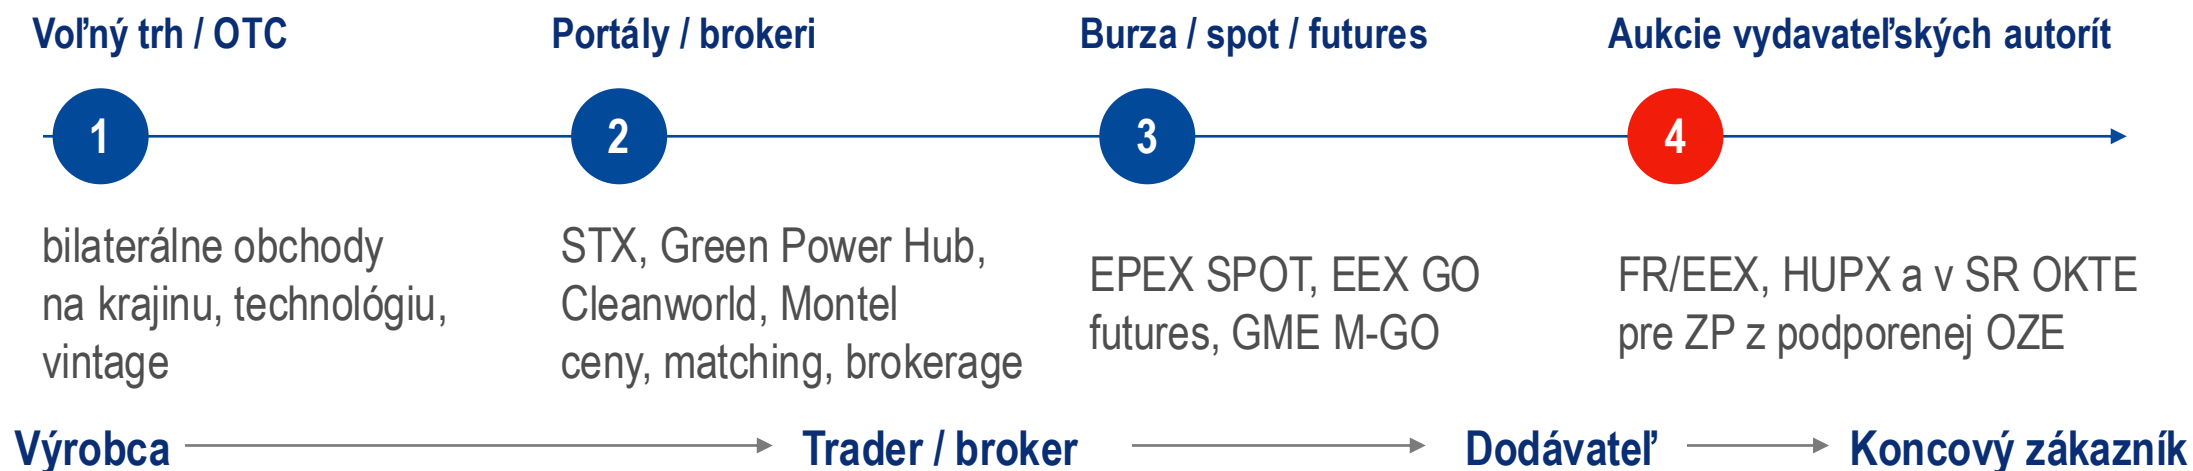 Voľný trh / OTC
Portály / brokeri
Burza / spot / futures
Aukcie vydavateľských autorít
1
2
3
4
bilaterálne obchody
na krajinu, technológiu,
vintage
STX, Green Power Hub,
Cleanworld, Montel
ceny, matching, brokerage
EPEX SPOT, EEX GO
futures, GME M-GO
FR/EEX, HUPX a v SR OKTE
pre ZP z podporenej OZE
Výrobca
Trader / broker
Dodávateľ
Koncový zákazník